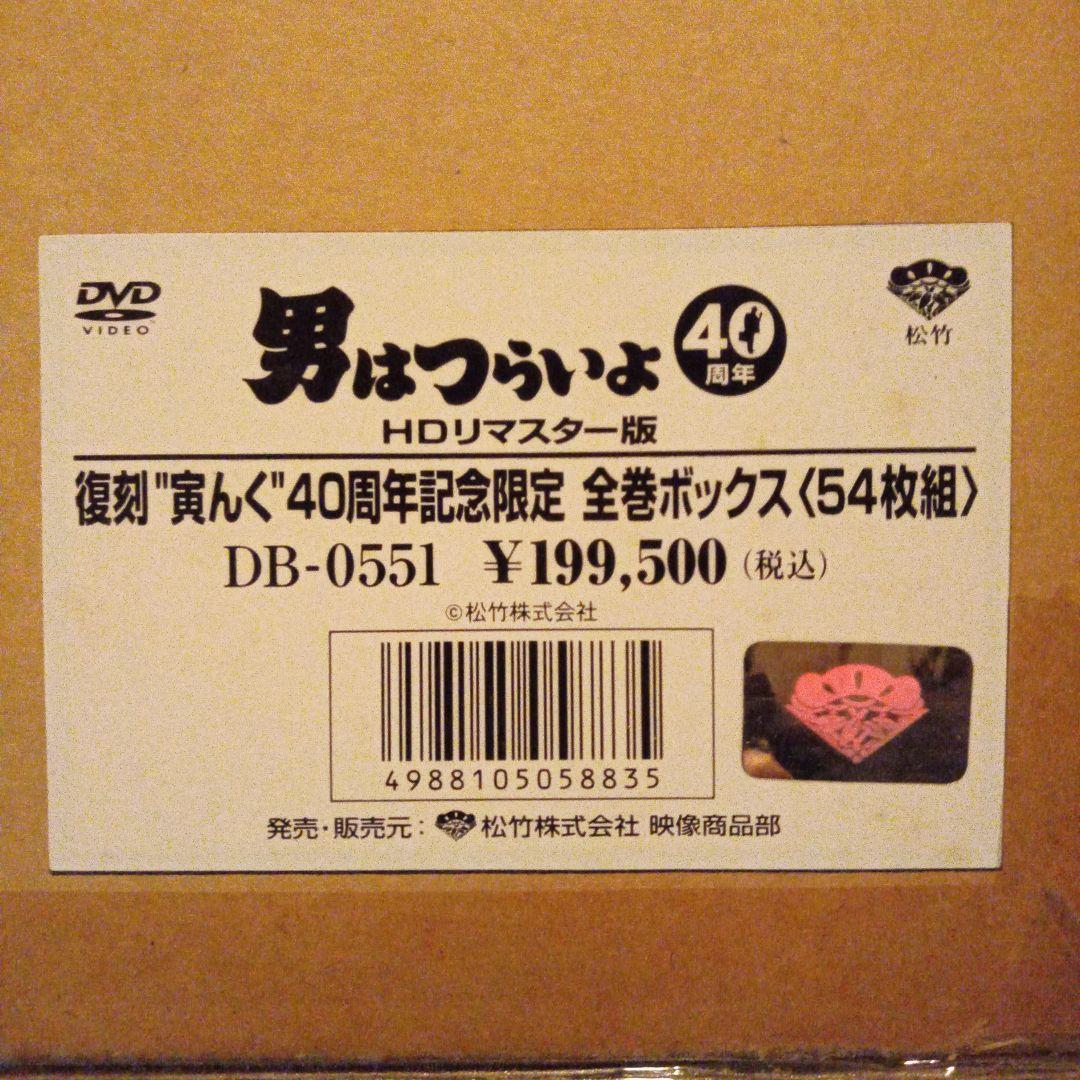 DVD
VIDEO
男はつらいよ
40
周年
松竹
HDリマスター版
復刻"寅んく"40周年記念限定 全巻ボックス〈54枚組〉
DB-0551 ¥199,500(税込)
©松竹株式会社
4988105058835
発売・販売元: 松竹株式会社 映像商品部